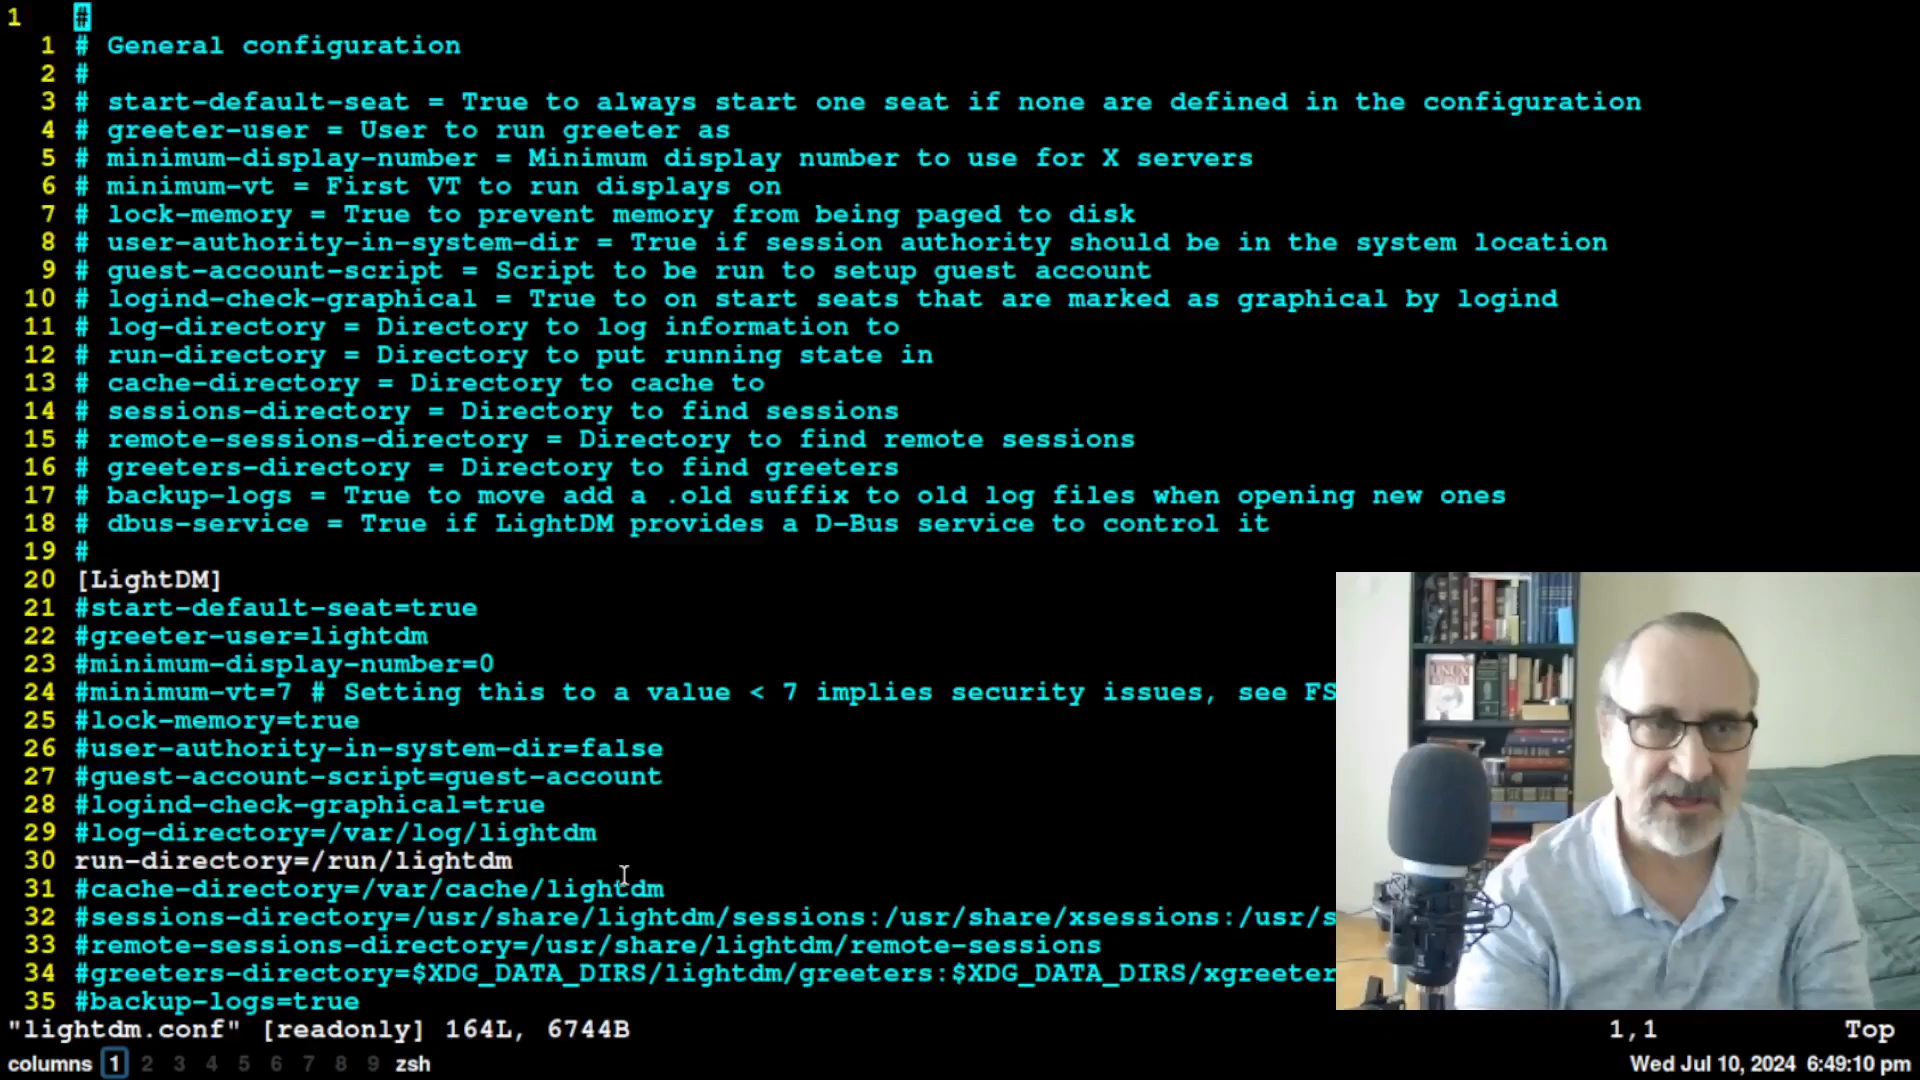 1   #
1 # General configuration
2 #
3 # start-default-seat = True to always start one seat if none are defined in the configuration
4 # greeter-user = User to run greeter as
5 # minimum-display-number = Minimum display number to use for X servers
6 # minimum-vt = First VT to run displays on
7 # lock-memory = True to prevent memory from being paged to disk
8 # user-authority-in-system-dir = True if session authority should be in the system location
9 # guest-account-script = Script to be run to setup guest account
10 # logind-check-graphical = True to on start seats that are marked as graphical by logind
11 # log-directory = Directory to log information to
12 # run-directory = Directory to put running state in
13 # cache-directory = Directory to cache to
14 # sessions-directory = Directory to find sessions
15 # remote-sessions-directory = Directory to find remote sessions
16 # greeters-directory = Directory to find greeters
17 # backup-logs = True to move add a .old suffix to old log files when opening new ones
18 # dbus-service = True if LightDM provides a D-Bus service to control it
19 #
20 [LightDM]
21 #start-default-seat=true
22 #greeter-user=lightdm
23 #minimum-display-number=0
24 #minimum-vt=7 # Setting this to a value < 7 implies security issues, see FS
25 #lock-memory=true
26 #user-authority-in-system-dir=false
27 #guest-account-script=guest-account
28 #logind-check-graphical=true
29 #log-directory=/var/log/lightdm
30 run-directory=/run/lightdm
31 #cache-directory=/var/cache/lightdm
32 #sessions-directory=/usr/share/lightdm/sessions:/usr/share/xsessions:/usr/s
33 #remote-sessions-directory=/usr/share/lightdm/remote-sessions
34 #greeters-directory=$XDG_DATA_DIRS/lightdm/greeters:$XDG_DATA_DIRS/xgreeter
35 #backup-logs=true
"lightdm.conf" [readonly] 164L, 6744B 1,1 Top
columns 1 2 3 4 5 6 7 8 9 zsh Wed Jul 10, 2024 6:49:10 pm